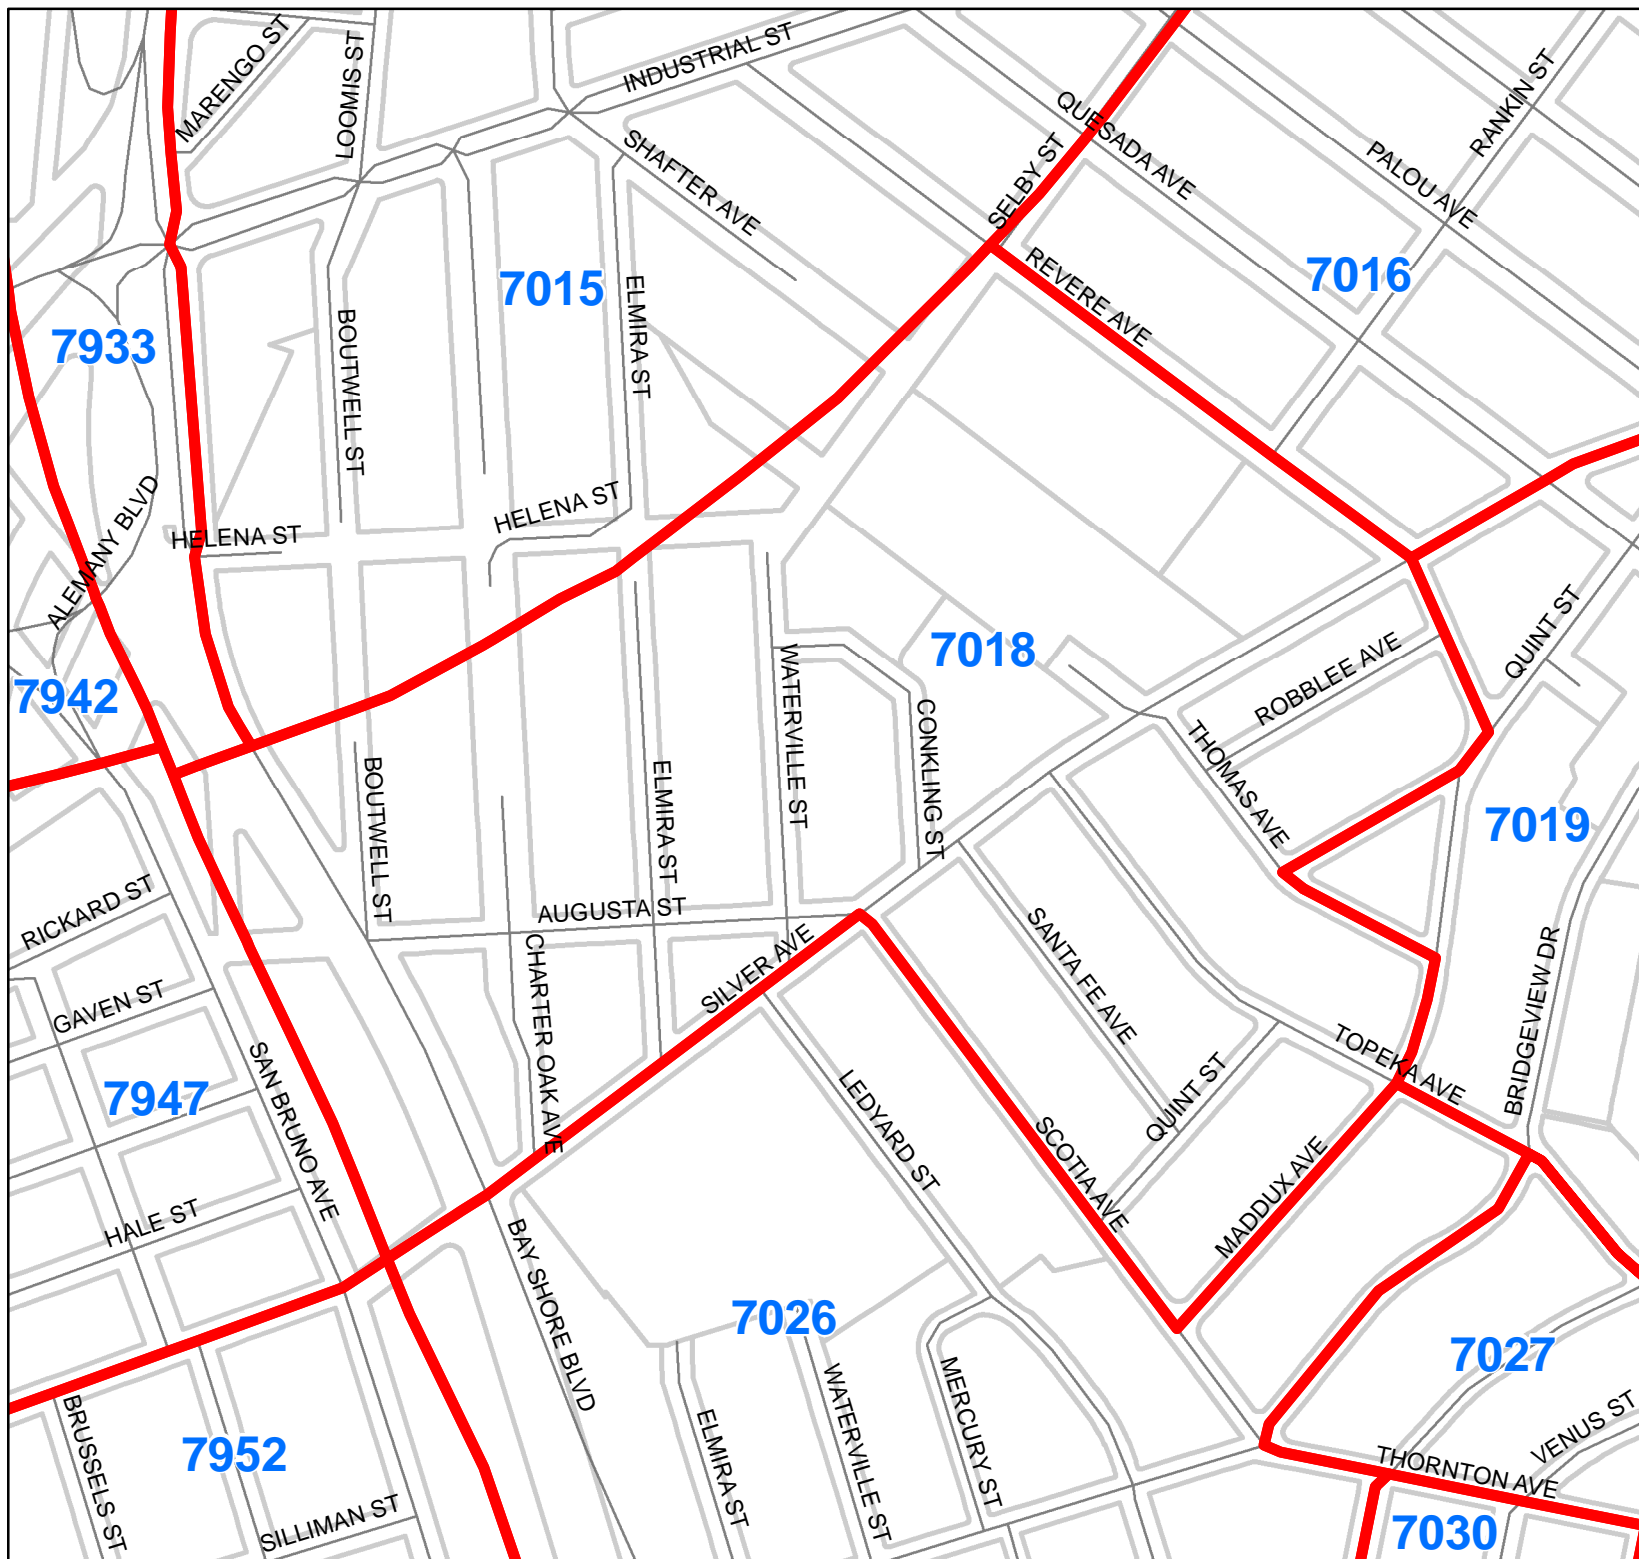 MARENGO ST
LOOMIS ST
INDUSTRIAL ST
SHAFTER AVE
SELBY ST
QUESADA AVE
PALOU AVE
RANKIN ST
REVERE AVE
7016
7015
7933
BOUTWELL ST
ELMIRA ST
HELENA ST
HELENA ST
ALEMANY BLVD
7942
7018
WATERVILLE ST
CONKLING ST
ROBBLEE AVE
QUINT ST
THOMAS AVE
7019
BOUTWELL ST
ELMIRA ST
AUGUSTA ST
RICKARD ST
GAVEN ST
SILVER AVE
CHARTER OAK AVE
SANTA FE AVE
BRIDGEVIEW DR
TOPEKA AVE
7947
SAN BRUNO AVE
LEDYARD ST
SCOTIA AVE
QUINT ST
MADDUX AVE
HALE ST
BAY SHORE BLVD
7026
7027
MERCURY ST
WATERVILLE ST
ELMIRA ST
BRUSSELS ST
7952
SILLIMAN ST
VENUS ST
THORNTON AVE
7030